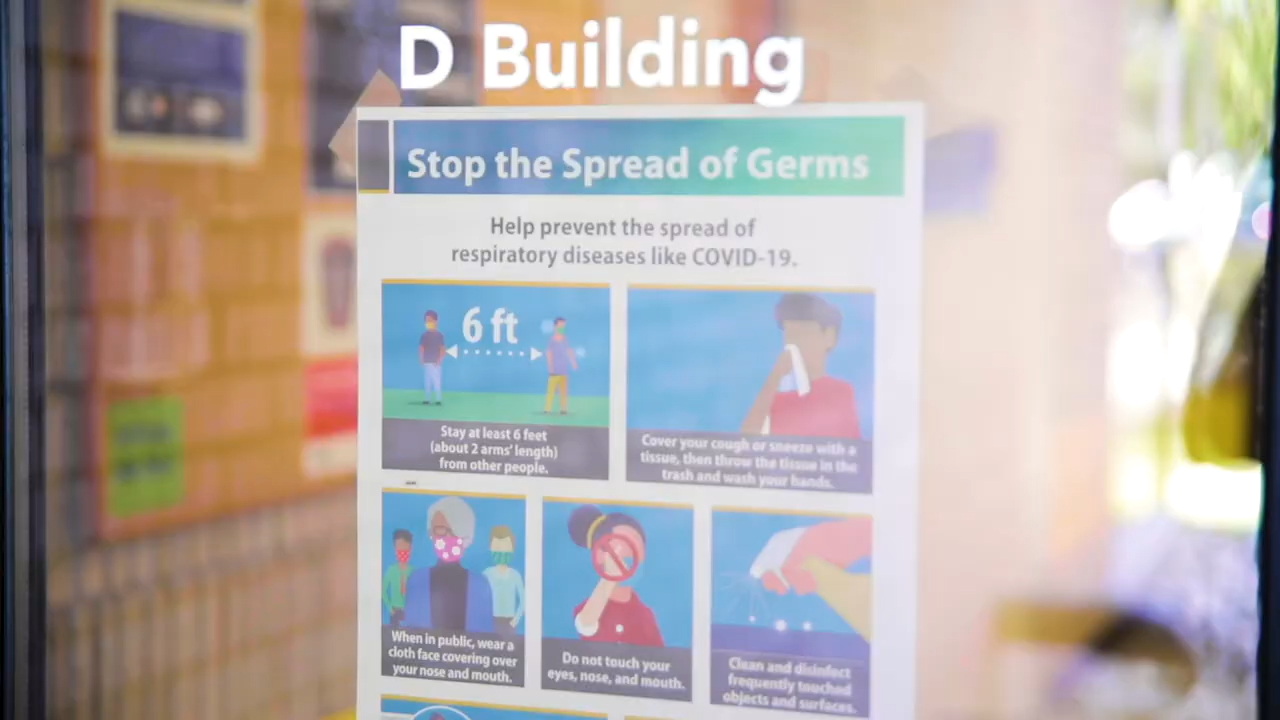 D Building
Stop the Spread of Germs
Help prevent the spread of
respiratory diseases like COVID-19.
6 ft
Stay at least 6 feet
(about 2 arms' length)
from other people.
Cover your cough or sneeze with a
tissue, then throw the tissue in the
trash and wash your hands.
When in public, wear a
cloth face covering over
your nose and mouth.
Do not touch your
eyes, nose, and mouth.
Clean and disinfect
frequently touched
objects and surfaces.